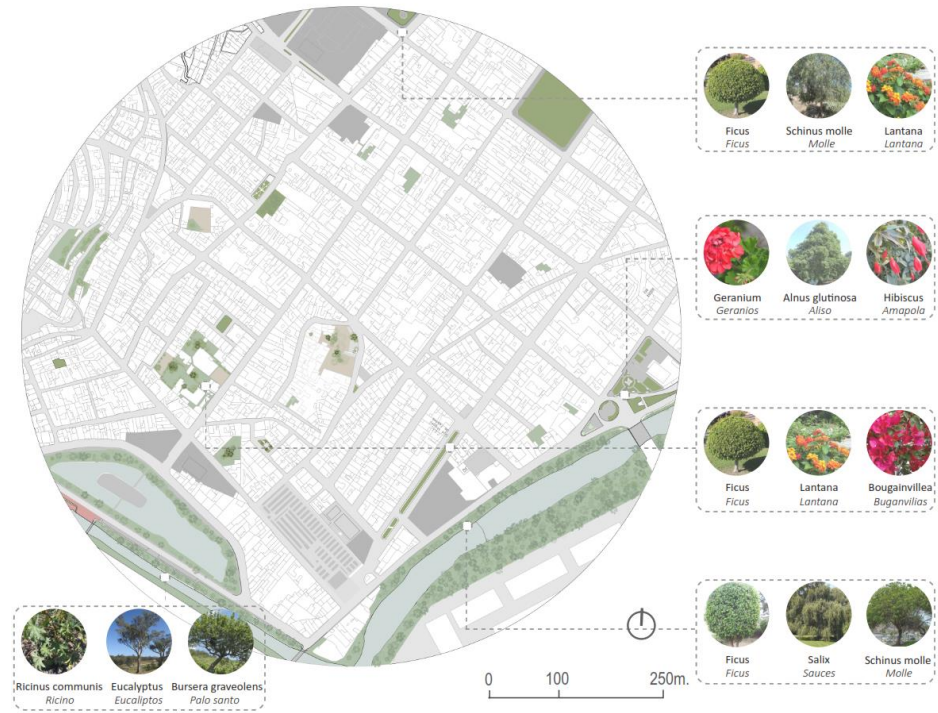 Ficus
Ficus
Schinus molle
Molle
Lantana
Lantana
Geranium
Geranios
Alnus glutinosa
Aliso
Hibiscus
Amapola
Ficus
Ficus
Lantana
Lantana
Bougainvillea
Buganvilias
Ricinus communis
Ricino
Eucalyptus
Eucaliptos
Bursera graveolens
Palo santo
Ficus
Ficus
Salix
Sauces
Schinus molle
Molle
0 100 250m.